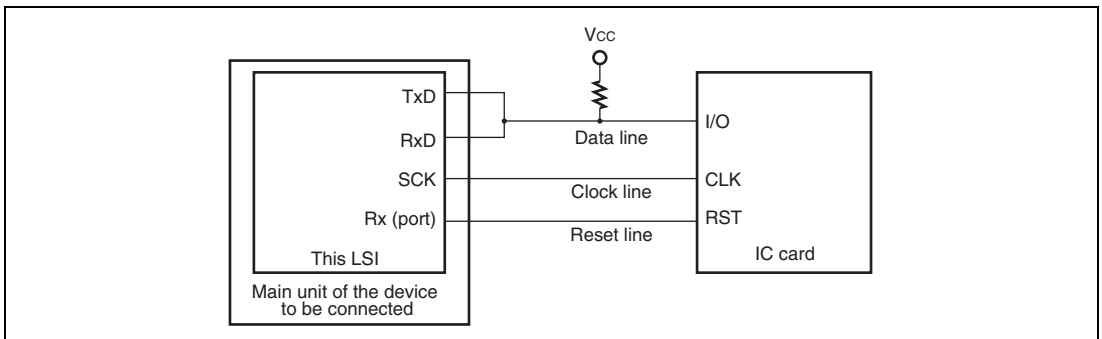 Vcc
TxD
RxD
SCK
Rx (port)
This LSI
Main unit of the device
to be connected
Data line
Clock line
Reset line
I/O
CLK
RST
IC card